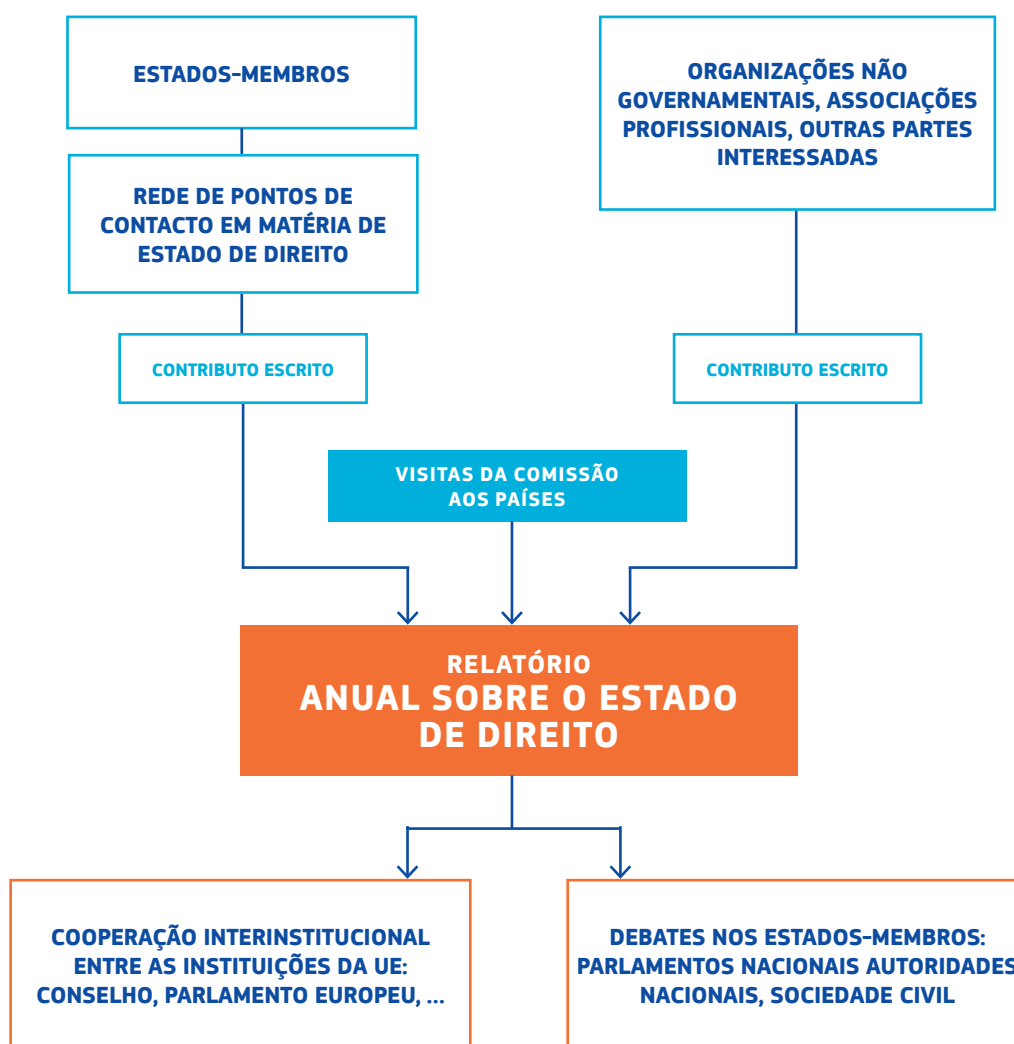 ESTADOS-MEMBROS
ORGANIZAÇÕES NÃO
GOVERNAMENTAIS, ASSOCIAÇÕES
PROFISSIONAIS, OUTRAS PARTES
INTERESSADAS
REDE DE PONTOS DE
CONTACTO EM MATÉRIA DE
ESTADO DE DIREITO
CONTRIBUTO ESCRITO
CONTRIBUTO ESCRITO
VISITAS DA COMISSÃO
AOS PAÍSES
RELATÓRIO
ANUAL SOBRE O ESTADO
DE DIREITO
COOPERAÇÃO INTERINSTITUCIONAL
ENTRE AS INSTITUIÇÕES DA UE:
CONSELHO, PARLAMENTO EUROPEU, ...
DEBATES NOS ESTADOS-MEMBROS:
PARLAMENTOS NACIONAIS AUTORIDADES
NACIONAIS, SOCIEDADE CIVIL